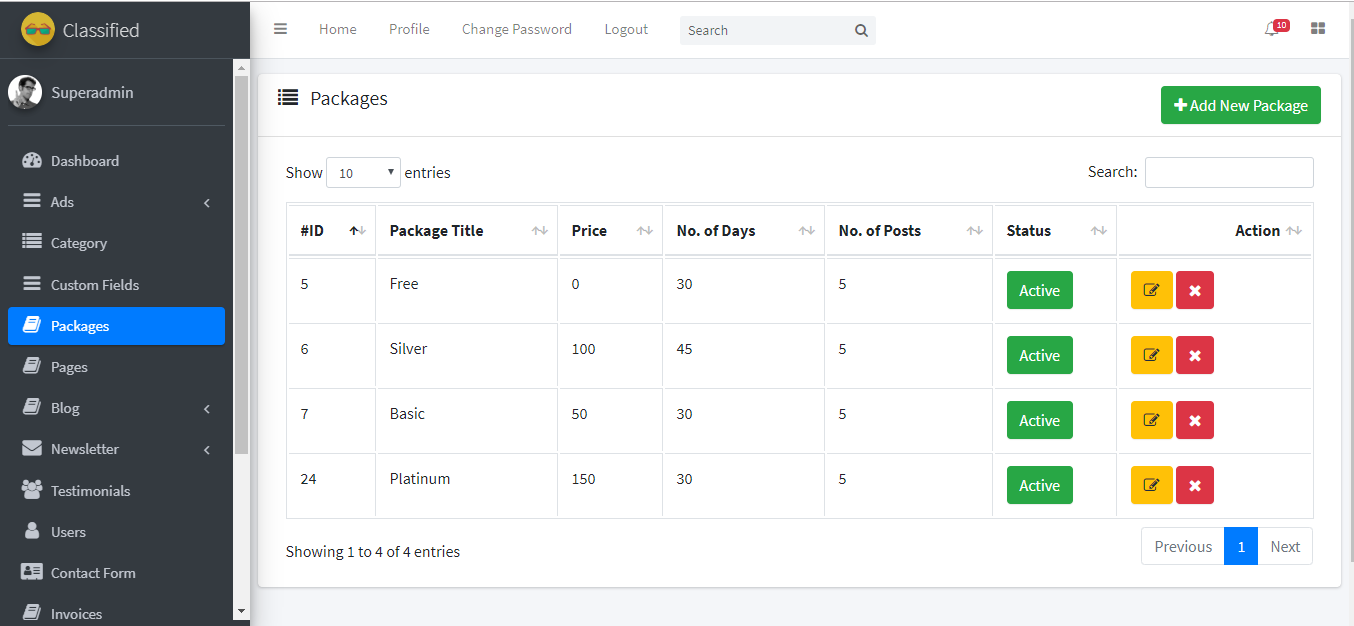 Classified
Home Profile Change Password Logout Search 10
Superadmin
Dashboard
Ads
Category
Custom Fields
Packages
Pages
Blog
Newsletter
Testimonials
Users
Contact Form
Invoices
Packages
Add New Package
Show 10 entries Search:
#ID Package Title Price No. of Days No. of Posts Status Action
5 Free 0 30 5 Active
6 Silver 100 45 5 Active
7 Basic 50 30 5 Active
24 Platinum 150 30 5 Active
Showing 1 to 4 of 4 entries
Previous 1 Next